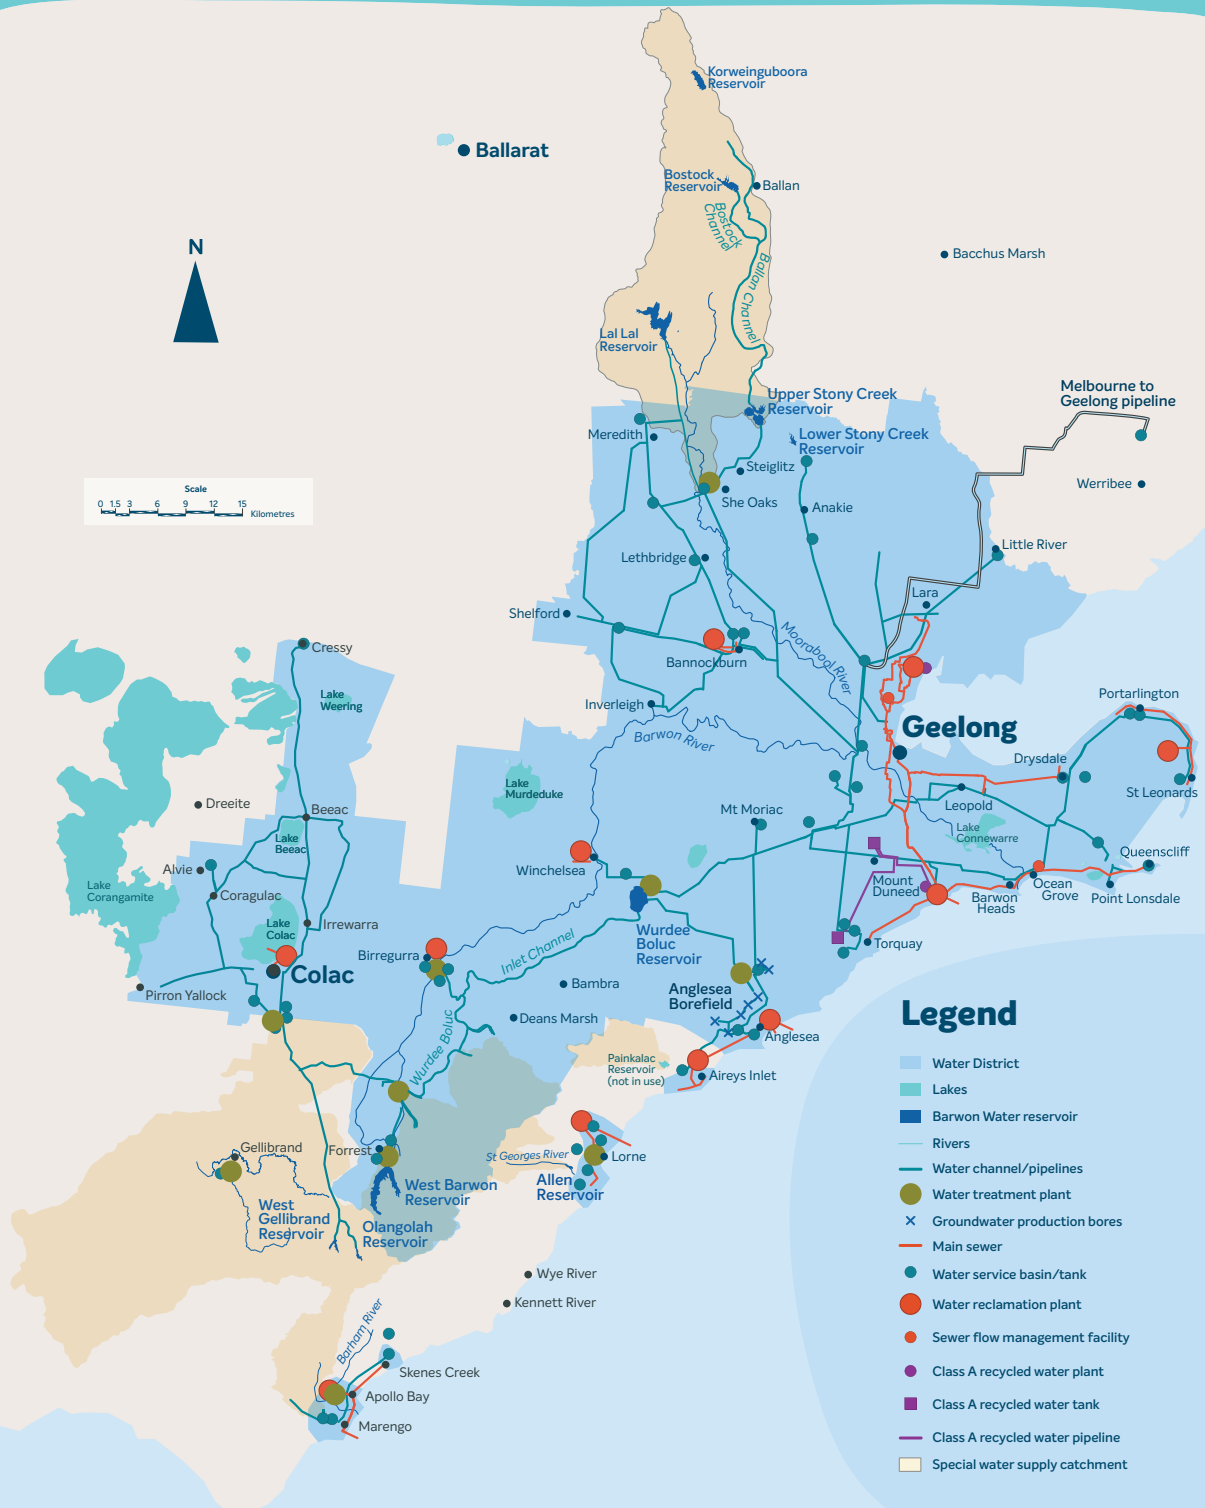 Korweinguboora
Reservoir
Ballarat
Bostock
Reservoir
Ballan
Bostock
Channel
Bacchus Marsh
N
Ballan Channel
Lal Lal
Reservoir
Melbourne to
Geelong pipeline
Upper Stony Creek
Reservoir
Meredith
Lower Stony Creek
Reservoir
Steiglitz
Werribee
Scale
0 1.5 3 6 9 12 15
Kilometres
She Oaks
Anakie
Lethbridge
Little River
Lara
Shelford
Moorabool River
Cressy
Bannockburn
Lake
Weering
Inverleigh
Portarlington
Barwon River
Geelong
Drysdale
Lake
Murdeduke
St Leonards
Dreeite
Beeac
Mt Moriac
Leopold
Lake
Connewarre
Lake
Beeac
Queenscliff
Alvie
Winchelsea
Lake
Corangamite
Coragulac
Mount
Duneed
Ocean
Grove
Barwon
Heads
Point Lonsdale
Lake
Colac
Irrewarra
Wurdee
Boluc
Reservoir
Torquay
Birregurra
Inlet Channel
Colac
Pirron Yallock
Bambra
Anglesea
Borefield
Deans Marsh
Anglesea
Wurdee Boluc
Painkalac
Reservoir
(not in use)
Aireys Inlet
Gellibrand
Forrest
St Georges River
Lorne
West Barwon
Reservoir
Allen
Reservoir
West
Gellibrand
Reservoir
Olangolah
Reservoir
Wye River
Kennett River
Barham River
Skenes Creek
Apollo Bay
Marengo
Legend
Water District
Lakes
Barwon Water reservoir
Rivers
Water channel/pipelines
Water treatment plant
Groundwater production bores
Main sewer
Water service basin/tank
Water reclamation plant
Sewer flow management facility
Class A recycled water plant
Class A recycled water tank
Class A recycled water pipeline
Special water supply catchment